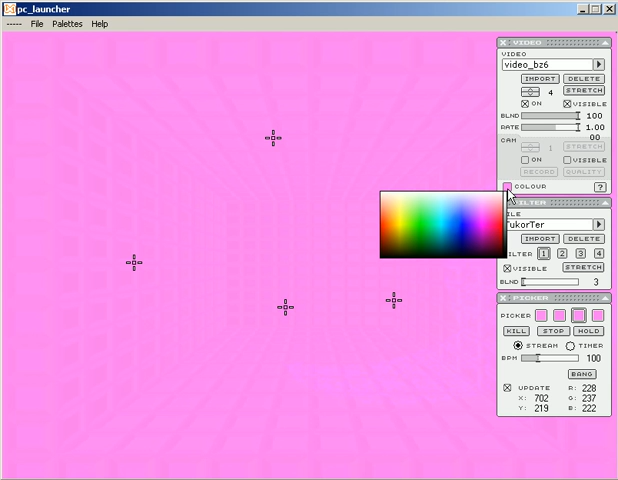 pc_launcher
----- File Palettes Help
VIDEO
VIDEO
video_bz6
IMPORT DELETE
4 STRETCH
ON VISIBLE
BLND 100
RATE 1.00
00
CAM
1 STRETCH
ON VISIBLE
RECORD QUALITY
COLOUR ?
ILTER
ILE
TukorTer
IMPORT DELETE
ILTER 1 2 3 4
VISIBLE STRETCH
BLND 3
PICKER
PICKER
KILL STOP HOLD
STREAM TIMER
BPM 100
BANG
UPDATE R: 228
X: 702 G: 237
Y: 219 B: 222